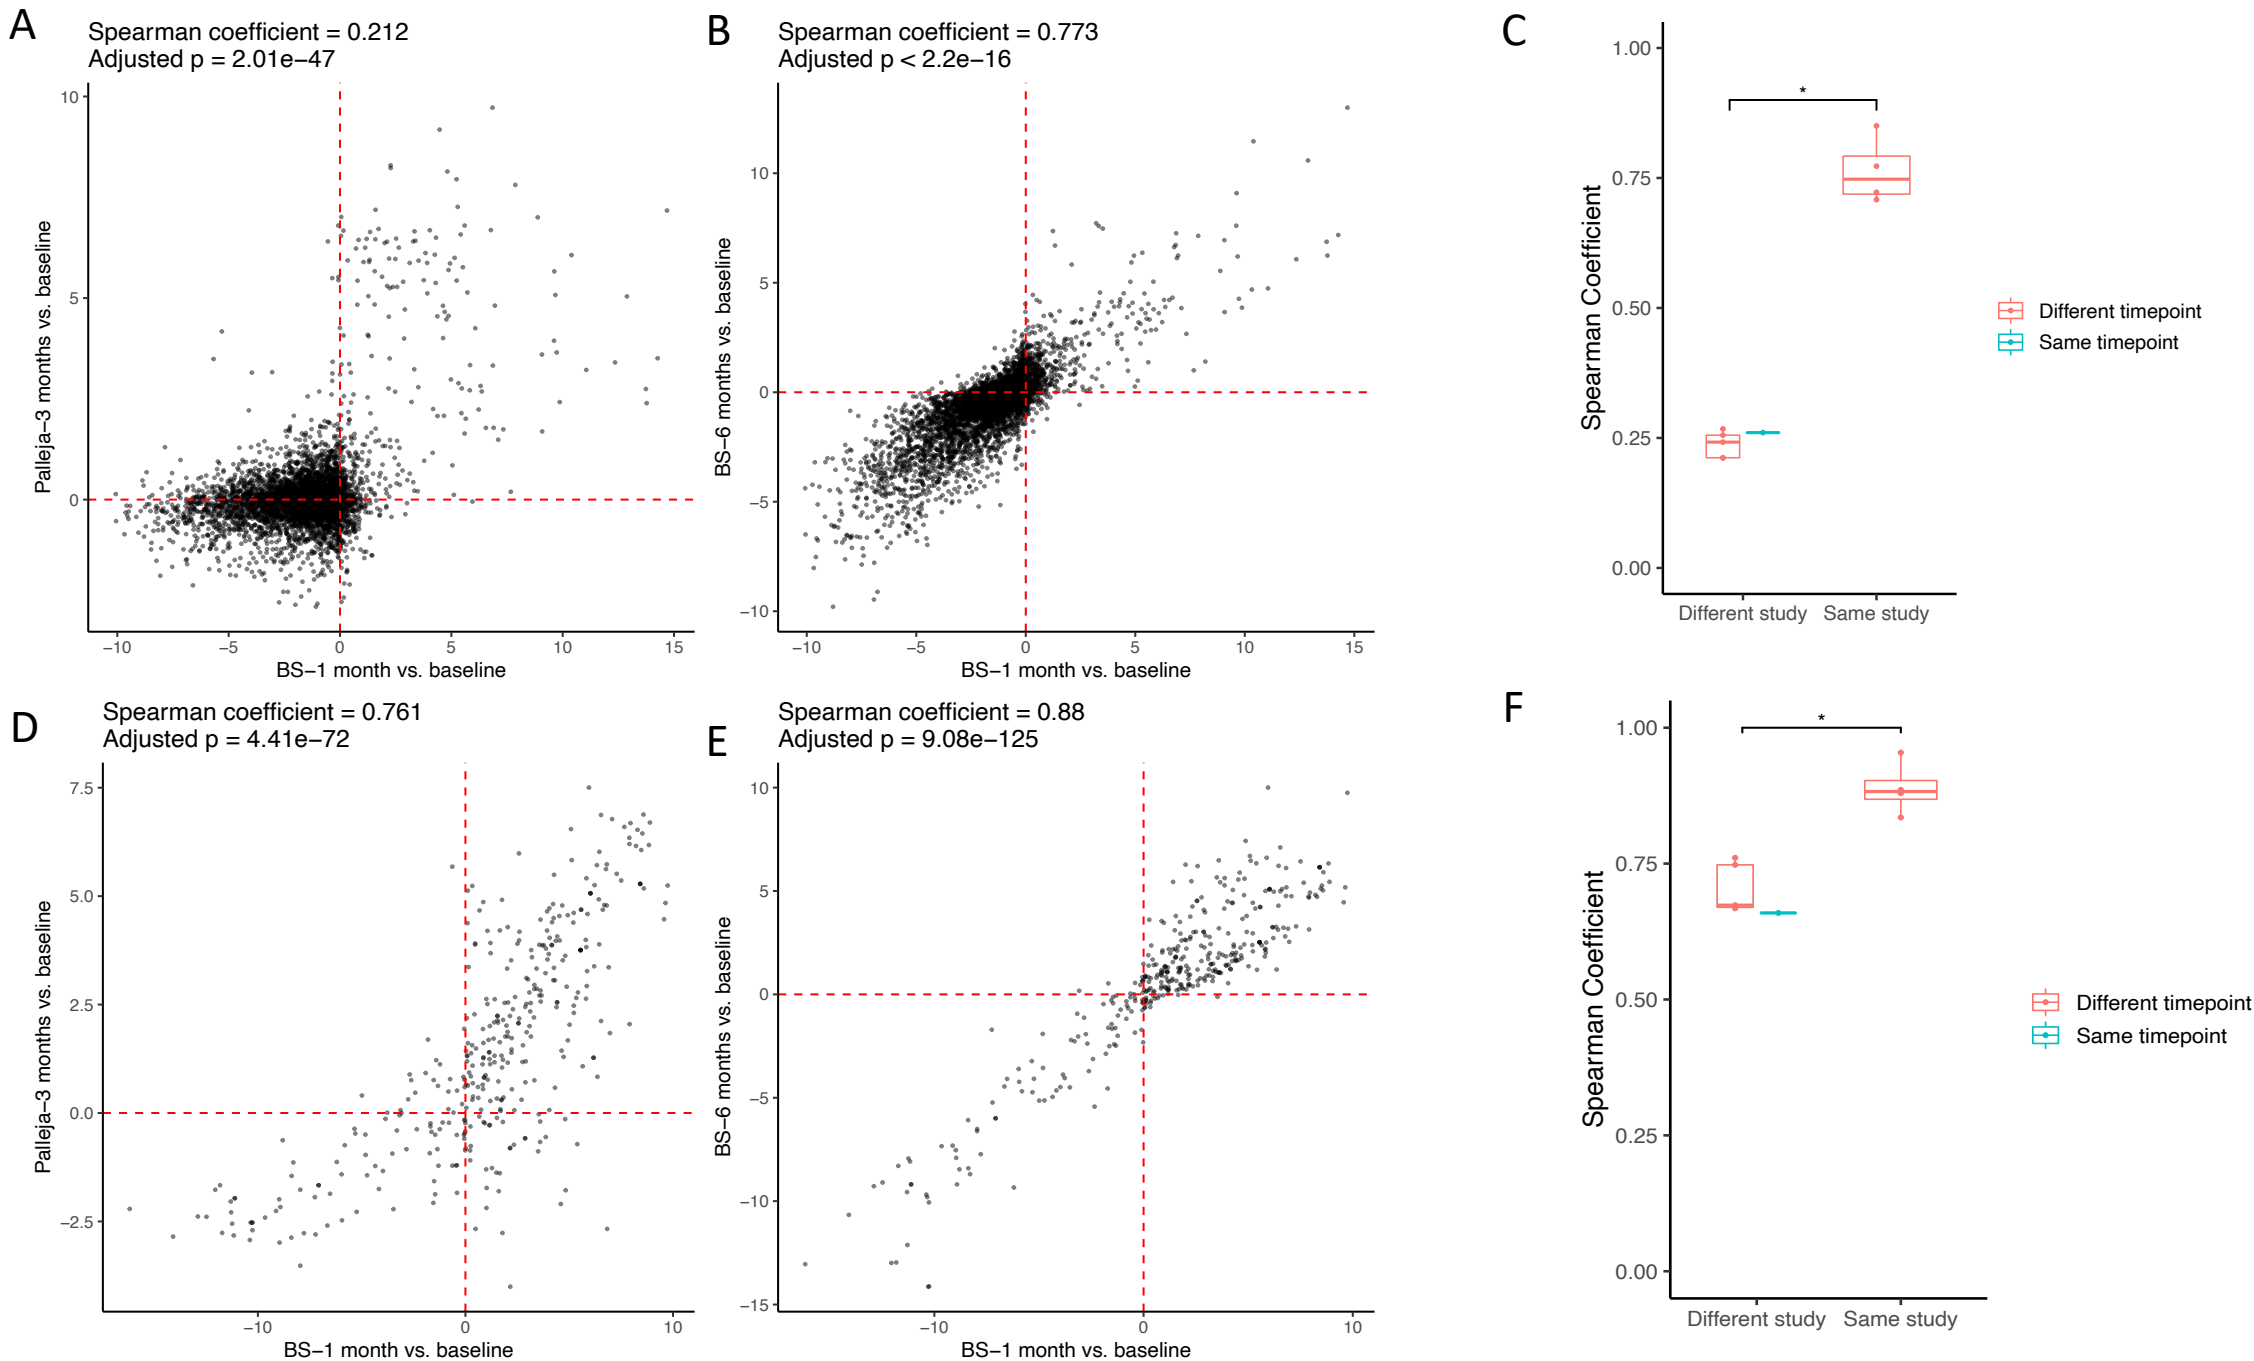 A
Spearman coefficient = 0.212
Adjusted p = 2.01e−47
10
5
0
Palleja−3 months vs. baseline
−10
−5
0
5
10
15
BS−1 month vs. baseline
B
Spearman coefficient = 0.773
Adjusted p < 2.2e−16
10
5
0
−5
−10
BS−6 months vs. baseline
−10
−5
0
5
10
15
BS−1 month vs. baseline
C
1.00
0.75
0.50
0.25
0.00
Spearman Coefficient
*
Different study
Same study
Different timepoint
Same timepoint
D
Spearman coefficient = 0.761
Adjusted p = 4.41e−72
7.5
5.0
2.5
0.0
−2.5
Palleja−3 months vs. baseline
−10
0
10
BS−1 month vs. baseline
E
Spearman coefficient = 0.88
Adjusted p = 9.08e−125
10
5
0
−5
−10
−15
BS−6 months vs. baseline
−10
0
10
BS−1 month vs. baseline
F
1.00
0.75
0.50
0.25
0.00
Spearman Coefficient
*
Different study
Same study
Different timepoint
Same timepoint